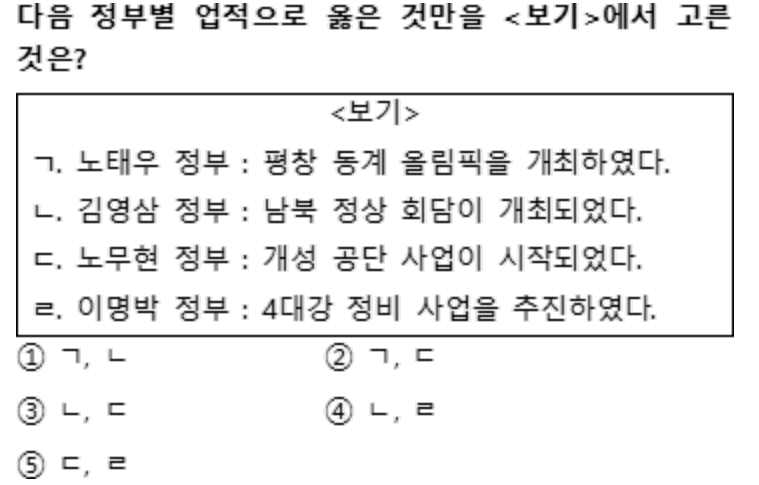 다음 정부별 업적으로 옳은 것만을 <보기>에서 고른
것은?
<보기>
ㄱ. 노태우 정부 : 평창 동계 올림픽을 개최하였다.
ㄴ. 김영삼 정부 : 남북 정상 회담이 개최되었다.
ㄷ. 노무현 정부 : 개성 공단 사업이 시작되었다.
ㄹ. 이명박 정부 : 4대강 정비 사업을 추진하였다.
① ㄱ, ㄴ ② ㄱ, ㄷ
③ ㄴ, ㄷ ④ ㄴ, ㄹ
⑤ ㄷ, ㄹ